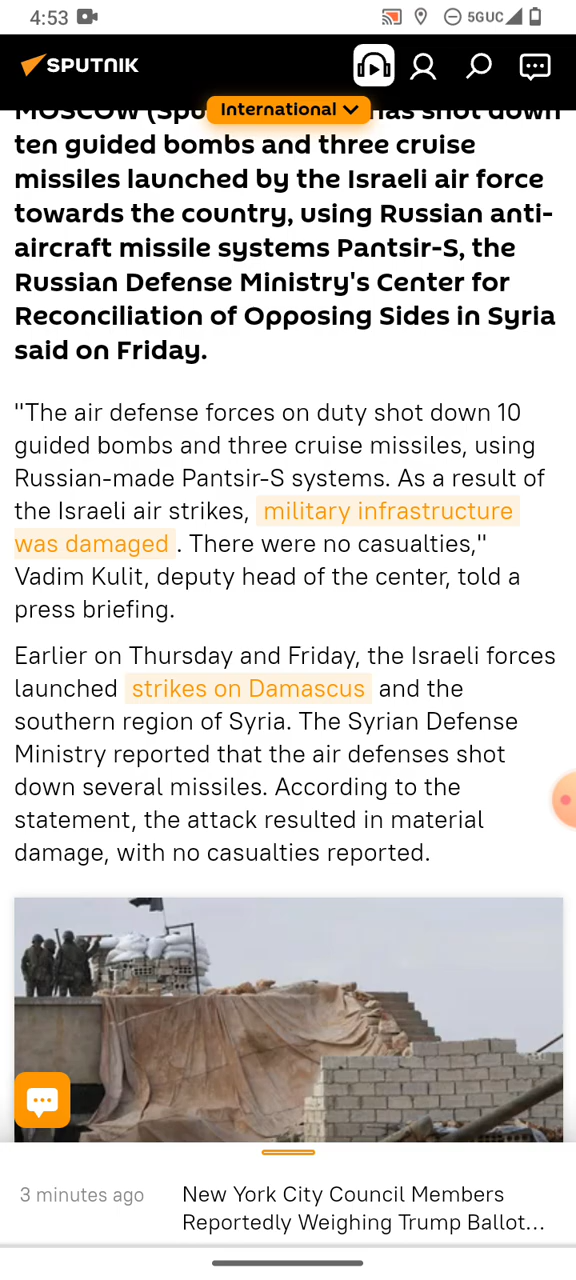 4:53
5GUC
SPUTNIK
International
MOSCOW (Spu has shot down
ten guided bombs and three cruise
missiles launched by the Israeli air force
towards the country, using Russian anti-
aircraft missile systems Pantsir-S, the
Russian Defense Ministry's Center for
Reconciliation of Opposing Sides in Syria
said on Friday.
"The air defense forces on duty shot down 10
guided bombs and three cruise missiles, using
Russian-made Pantsir-S systems. As a result of
the Israeli air strikes, military infrastructure
was damaged . There were no casualties,"
Vadim Kulit, deputy head of the center, told a
press briefing.
Earlier on Thursday and Friday, the Israeli forces
launched strikes on Damascus and the
southern region of Syria. The Syrian Defense
Ministry reported that the air defenses shot
down several missiles. According to the
statement, the attack resulted in material
damage, with no casualties reported.
3 minutes ago
New York City Council Members
Reportedly Weighing Trump Ballot...